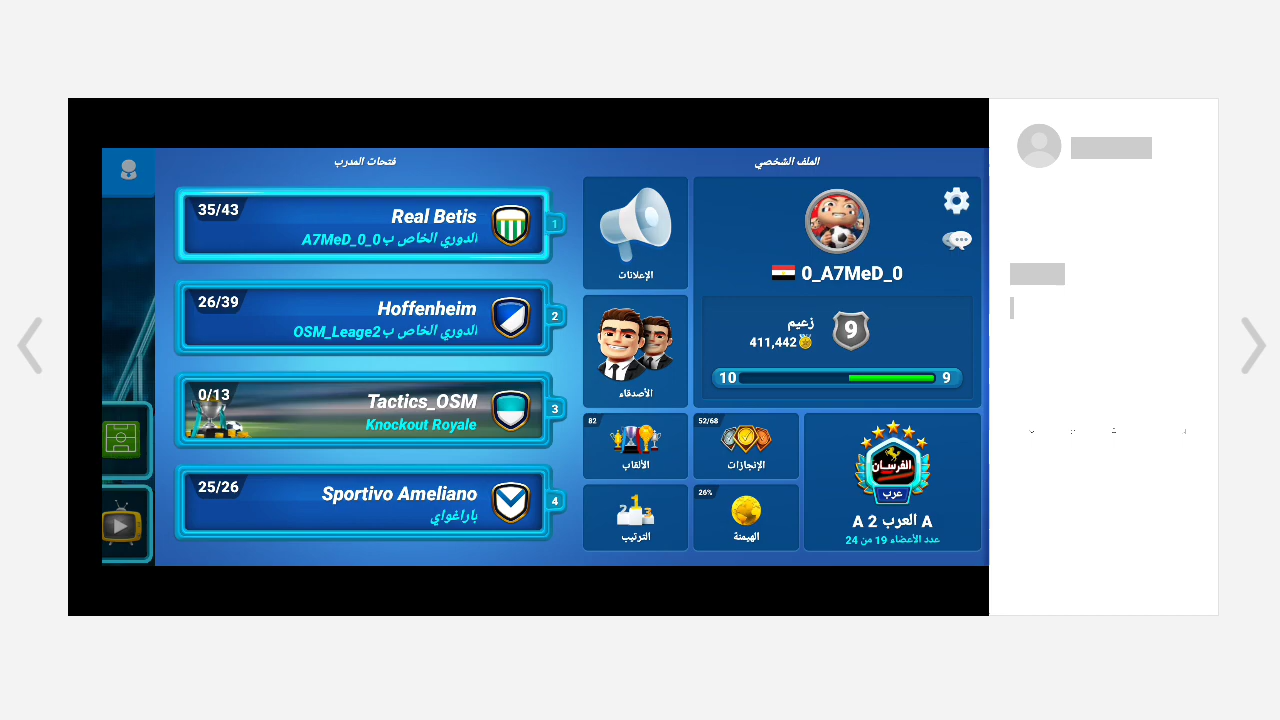 الملف الشخصي
0_A7MeD_0
زعيم
411,442
9
9
10
الفرسان
عرب
A العرب 2 A
عدد الأعضاء 19 من 24
الإعلانات
الأصدقاء
52/68
الإنجازات
82
الألقاب
26%
الهيمنة
1
2
3
الترتيب
فتحات المدرب
35/43
Real Betis
الدوري الخاص ب A7MeD_0_0
1
26/39
Hoffenheim
الدوري الخاص ب OSM_Leage2
2
0/13
Tactics_OSM
Knockout Royale
3
25/26
Sportivo Ameliano
باراغواي
4